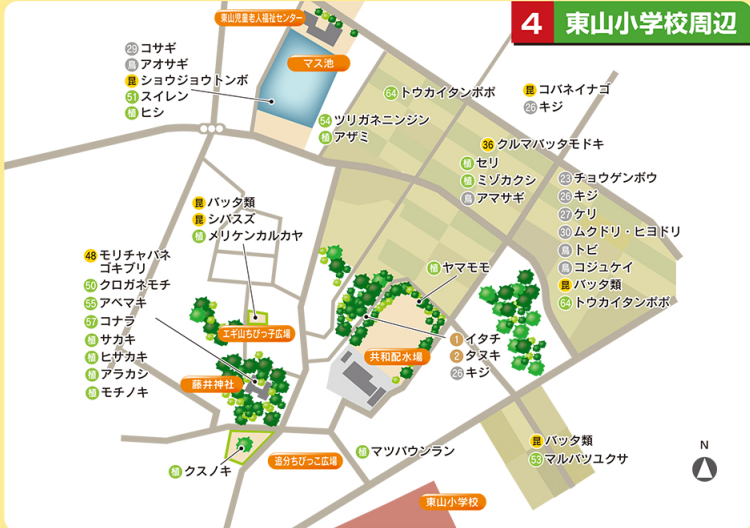 4 東山小学校周辺
東山児童老人福祉センター
マス池
29 コサギ
鳥 アオサギ
昆 ショウジョウトンボ
51 スイレン
植 ヒシ
64 トウカイタンポポ
昆 コバネイナゴ
26 キジ
54 ツリガネニンジン
植 アザミ
36 クルマバッタモドキ
植 セリ
植 ミゾカクシ
鳥 アマサギ
23 チョウゲンボウ
26 キジ
27 ケリ
30 ムクドリ・ヒヨドリ
鳥 トビ
鳥 コジュケイ
昆 バッタ類
64 トウカイタンポポ
昆 バッタ類
昆 シバスズ
植 メリケンカルカヤ
48 モリチャバネ
ゴキブリ
50 クロガネモチ
55 アベマキ
57 コナラ
植 サカキ
植 ヒサカキ
植 アラカシ
植 モチノキ
植 ヤマモモ
エギ山ちびっ子広場
1 イタチ
2 タヌキ
26 キジ
共和配水場
藤井神社
植 クスノキ
追分ちびっこ広場
植 マツバウンラン
昆 バッタ類
53 マルバツユクサ
東山小学校
N